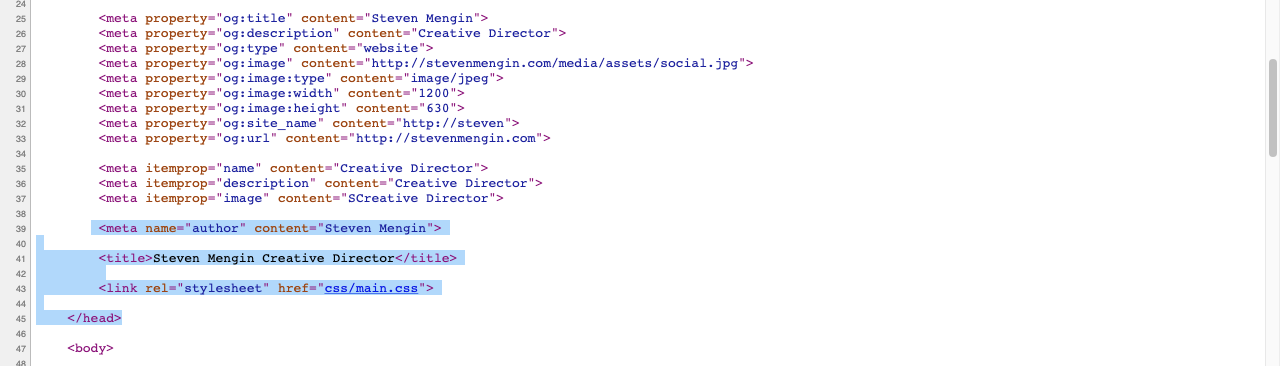 24
25 <meta property="og:title" content="Steven Mengin">
26 <meta property="og:description" content="Creative Director">
27 <meta property="og:type" content="website">
28 <meta property="og:image" content="http://stevenmengin.com/media/assets/social.jpg">
29 <meta property="og:image:type" content="image/jpeg">
30 <meta property="og:image:width" content="1200">
31 <meta property="og:image:height" content="630">
32 <meta property="og:site_name" content="http://steven">
33 <meta property="og:url" content="http://stevenmengin.com">
34
35 <meta itemprop="name" content="Creative Director">
36 <meta itemprop="description" content="Creative Director">
37 <meta itemprop="image" content="SCreative Director">
38
39 <meta name="author" content="Steven Mengin">
40
41 <title>Steven Mengin Creative Director</title>
42
43 <link rel="stylesheet" href="css/main.css">
44
45 </head>
46
47 <body>
48